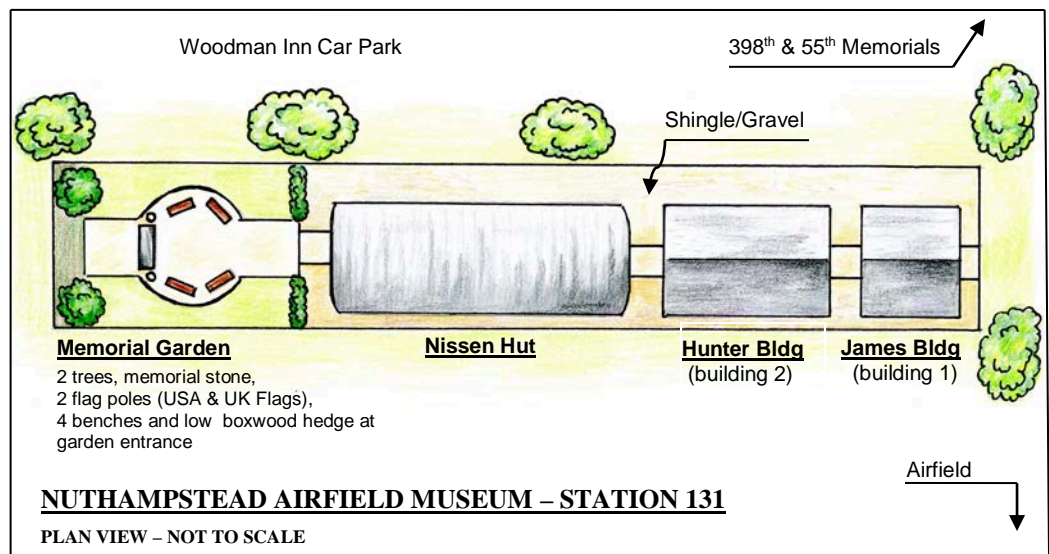 Woodman Inn Car Park
398th & 55th Memorials
Shingle/Gravel
Memorial Garden
2 trees, memorial stone,
2 flag poles (USA & UK Flags),
4 benches and low boxwood hedge at
garden entrance
Nissen Hut
Hunter Bldg
(building 2)
James Bldg
(building 1)
Airfield
NUTHAMPSTEAD AIRFIELD MUSEUM – STATION 131
PLAN VIEW – NOT TO SCALE